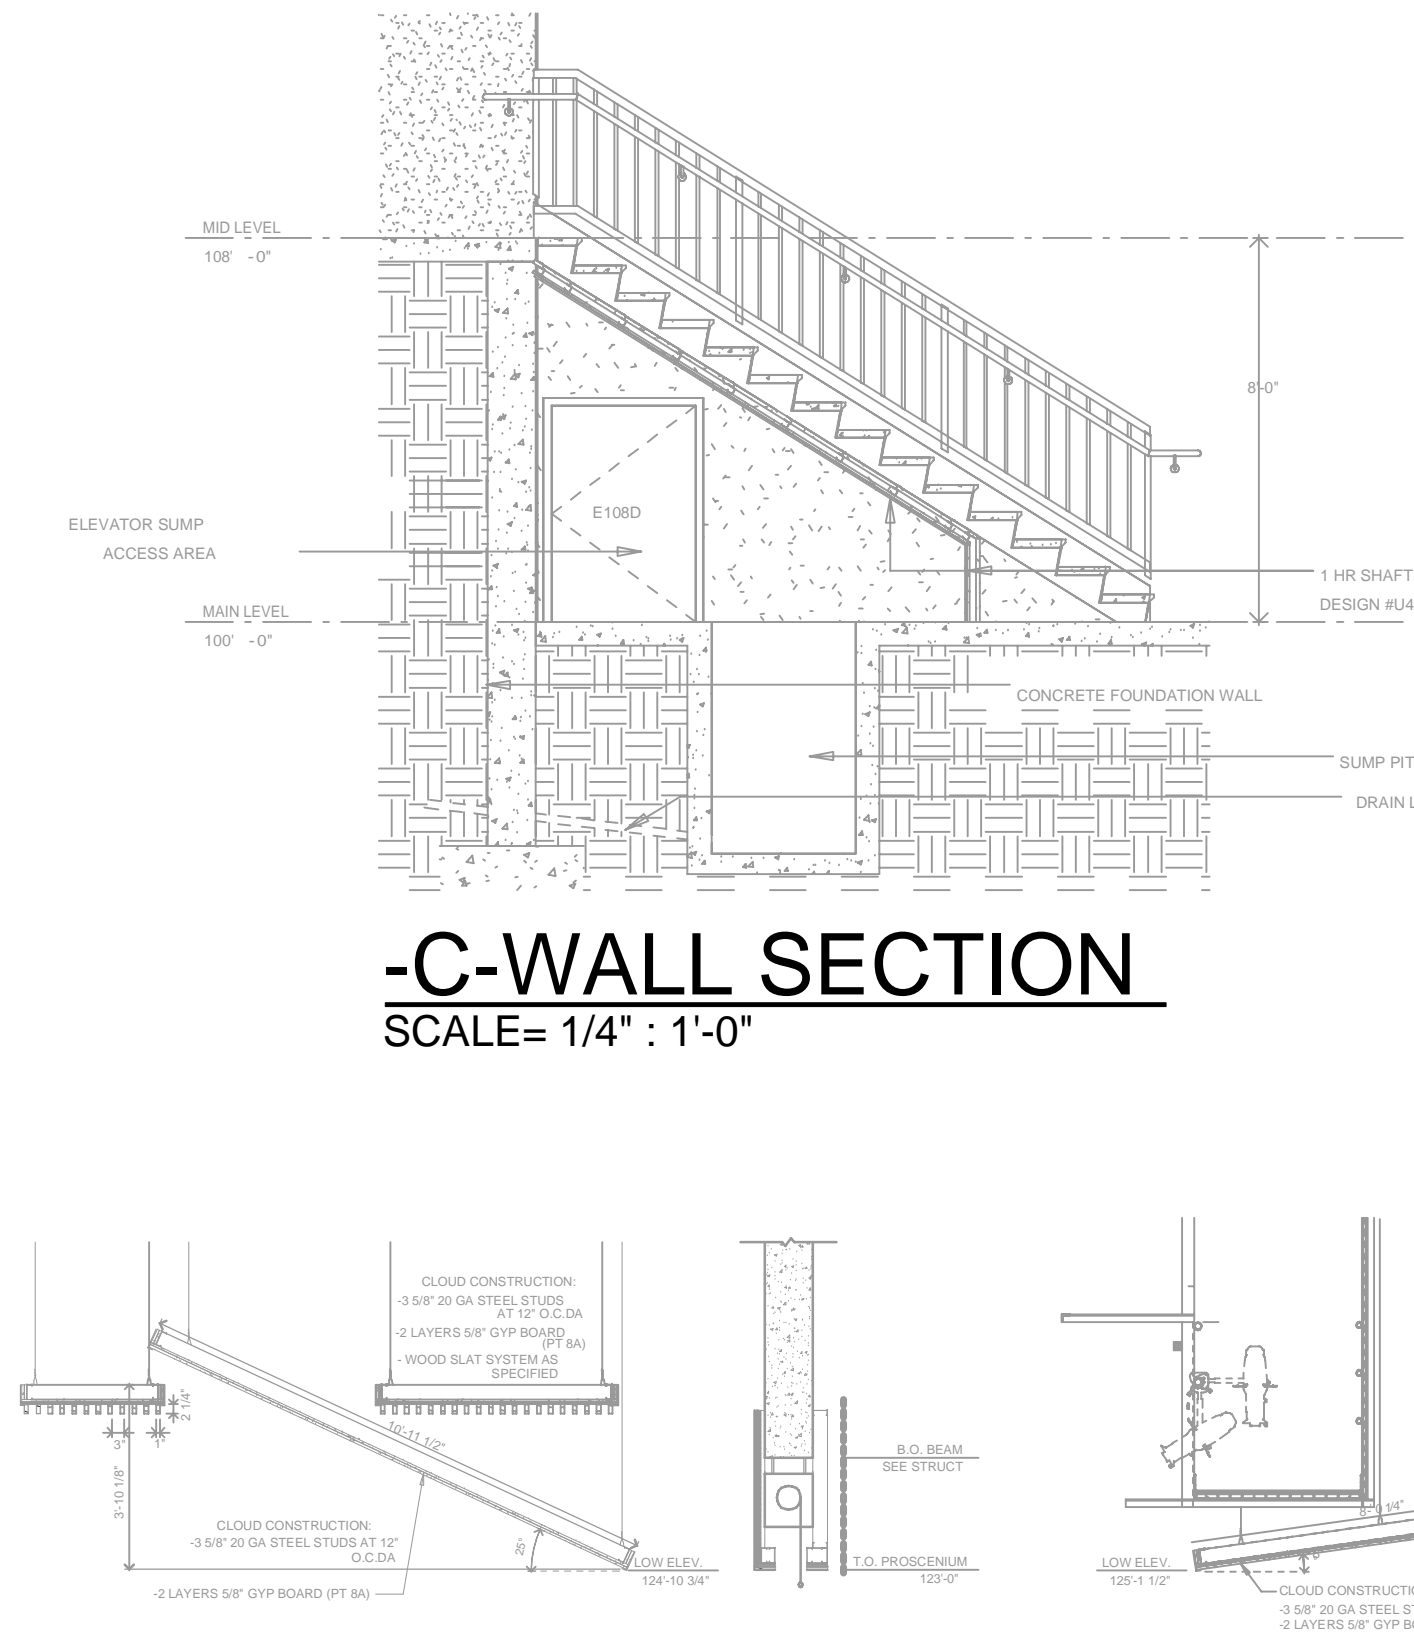 MID LEVEL
108' -0"
8'-0"
E108D
ELEVATOR SUMP
ACCESS AREA
1 HR SHAFT
DESIGN #U4
MAIN LEVEL
100' -0"
CONCRETE FOUNDATION WALL
SUMP PIT
DRAIN L
-C-WALL SECTION
SCALE= 1/4" : 1'-0"
CLOUD CONSTRUCTION:
-3 5/8" 20 GA STEEL STUDS
AT 12" O.C.DA
-2 LAYERS 5/8" GYP BOARD
(PT 8A)
- WOOD SLAT SYSTEM AS
SPECIFIED
2 1/4"
3"
1"
10'-11 1/2"
3'-10 1/8"
CLOUD CONSTRUCTION:
-3 5/8" 20 GA STEEL STUDS AT 12"
O.C.DA
-2 LAYERS 5/8" GYP BOARD (PT 8A)
25°
LOW ELEV.
124'-10 3/4"
B.O. BEAM
SEE STRUCT
T.O. PROSCENIUM
123'-0"
8'-0 1/4"
LOW ELEV.
125'-1 1/2"
CLOUD CONSTRUCTIO
-3 5/8" 20 GA STEEL S
-2 LAYERS 5/8" GYP B